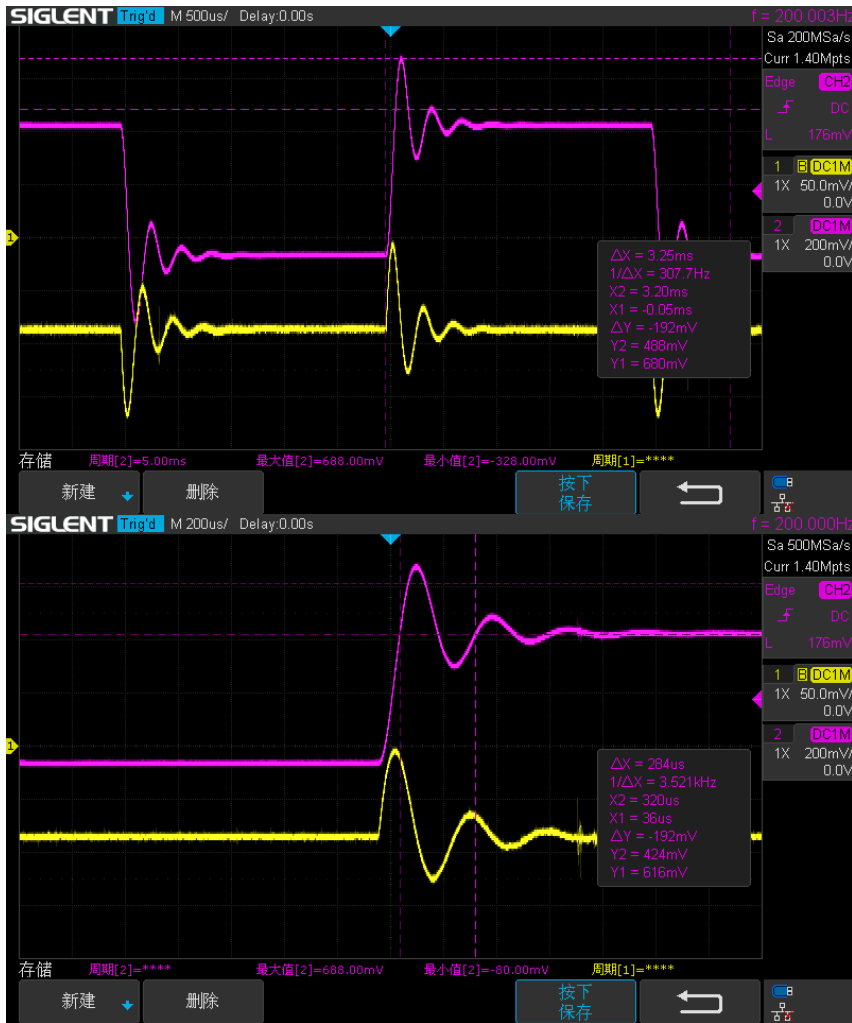 SIGLENT Trig'd M 500us/ Delay:0.00s f = 200.003Hz
Sa 200MSa/s
Curr 1.40Mpts
Edge CH2
DC
L 176mV
1 B DC1M
1X 50.0mV/
0.0V
2 DC1M
1X 200mV/
0.0V
1
ΔX = 3.25ms
1/ΔX = 307.7Hz
X2 = 3.20ms
X1 = -0.05ms
ΔY = -192mV
Y2 = 488mV
Y1 = 680mV
存储 周期[2]=5.00ms 最大值[2]=688.00mV 最小值[2]=-328.00mV 周期[1]=****
新建 删除 按下
保存
SIGLENT Trig'd M 200us/ Delay:0.00s f = 200.000Hz
Sa 500MSa/s
Curr 1.40Mpts
Edge CH2
DC
L 176mV
1 B DC1M
1X 50.0mV/
0.0V
2 DC1M
1X 200mV/
0.0V
1
ΔX = 284us
1/ΔX = 3.521kHz
X2 = 320us
X1 = 36us
ΔY = -192mV
Y2 = 424mV
Y1 = 616mV
存储 周期[2]=**** 最大值[2]=688.00mV 最小值[2]=-80.00mV 周期[1]=****
新建 删除 按下
保存